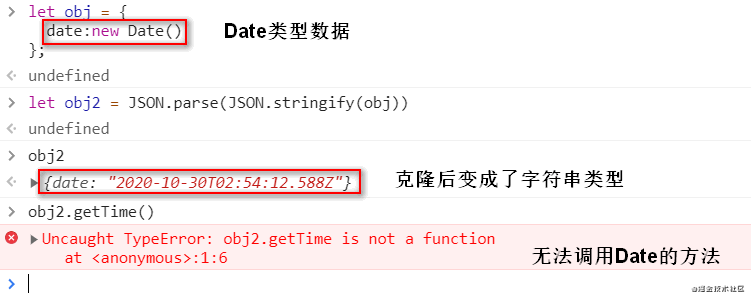 > let obj = {
date:new Date()
Date类型数据
};
undefined
> let obj2 = JSON.parse(JSON.stringify(obj))
undefined
> obj2
{date: "2020-10-30T02:54:12.588Z"}
克隆后变成了字符串类型
> obj2.getTime()
Uncaught TypeError: obj2.getTime is not a function
at <anonymous>:1:6
无法调用Date的方法
>
@掘金技术社区